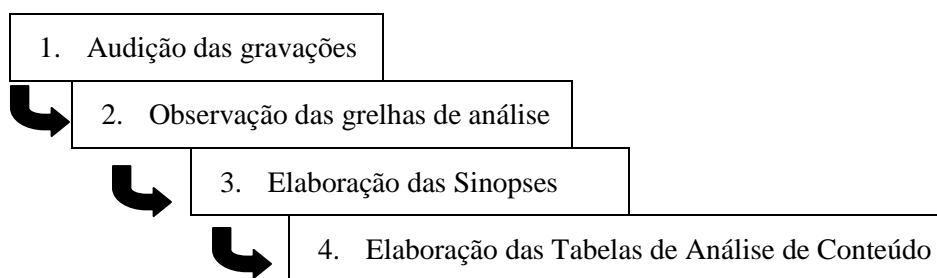 1. Audição das gravações
2. Observação das grelhas de análise
3. Elaboração das Sinopses
4. Elaboração das Tabelas de Análise de Conteúdo